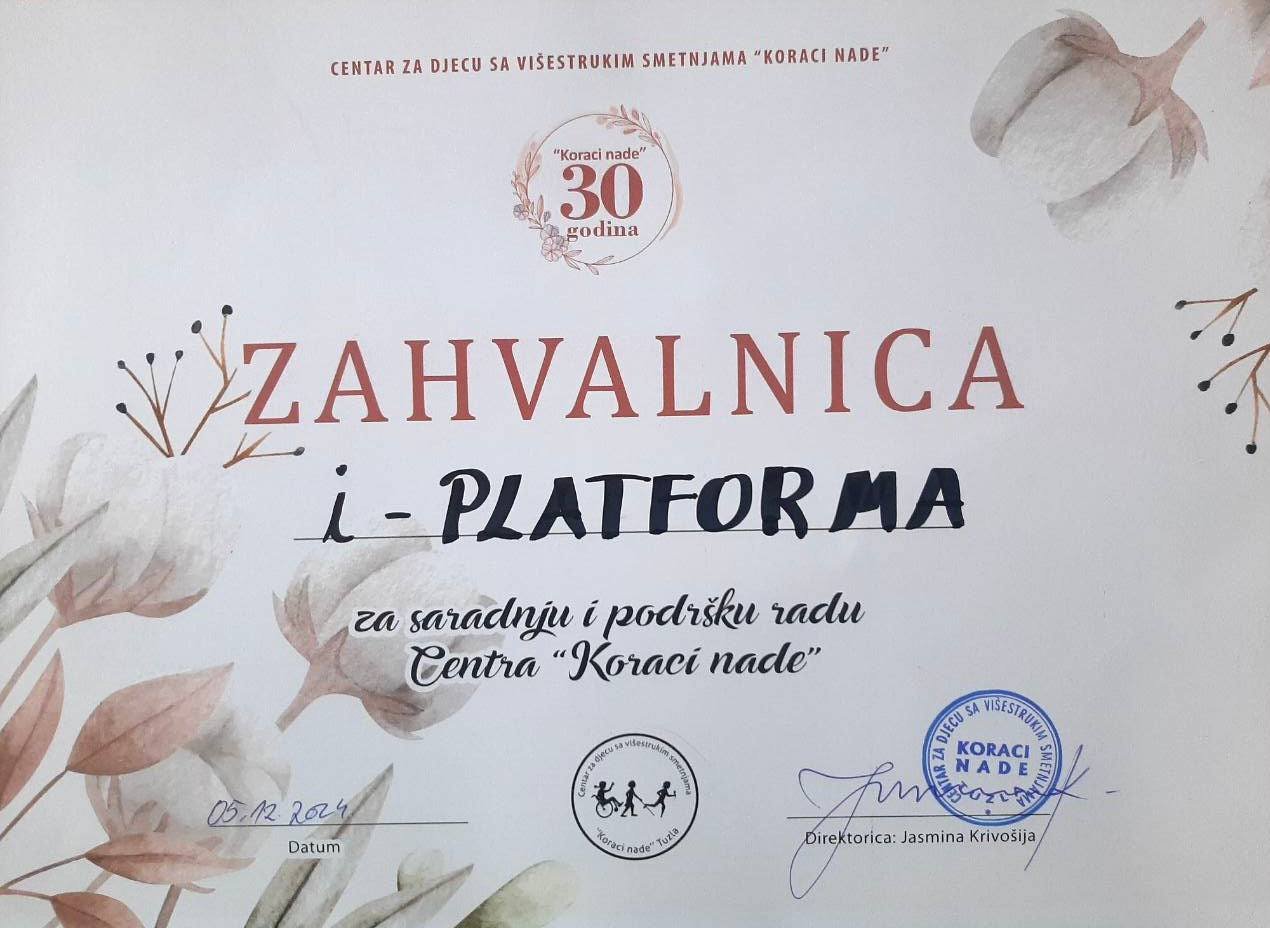 CENTAR ZA DJECU SA VIŠESTRUKIM SMETNJAMA “KORACI NADE”
“Koraci nade”
30
godina
ZAHVALNICA
i - PLATFORMA
za saradnju i podršku radu
Centra “Koraci nade”
CENTAR ZA DJECU SA VIŠESTRUKIM SMETNJAMA
KORACI
NADE
TUZLA
Centar za djecu sa višestrukim smetnjama
“Koraci nade” Tuzla
05.12.2024.
Datum
Direktorica: Jasmina Krivošija